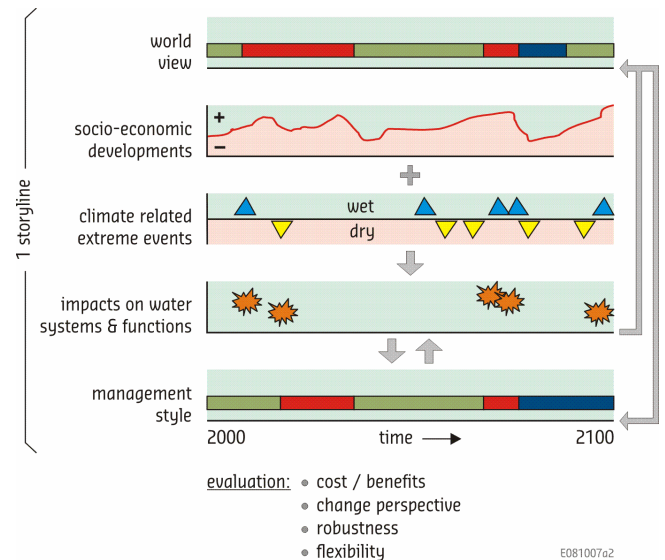 1 storyline
world
view
socio-economic
developments
+
−
climate related
extreme events
wet
dry
impacts on water
systems & functions
management
style
2000
time
2100
evaluation:
• cost / benefits
• change perspective
• robustness
• flexibility
E081007a2